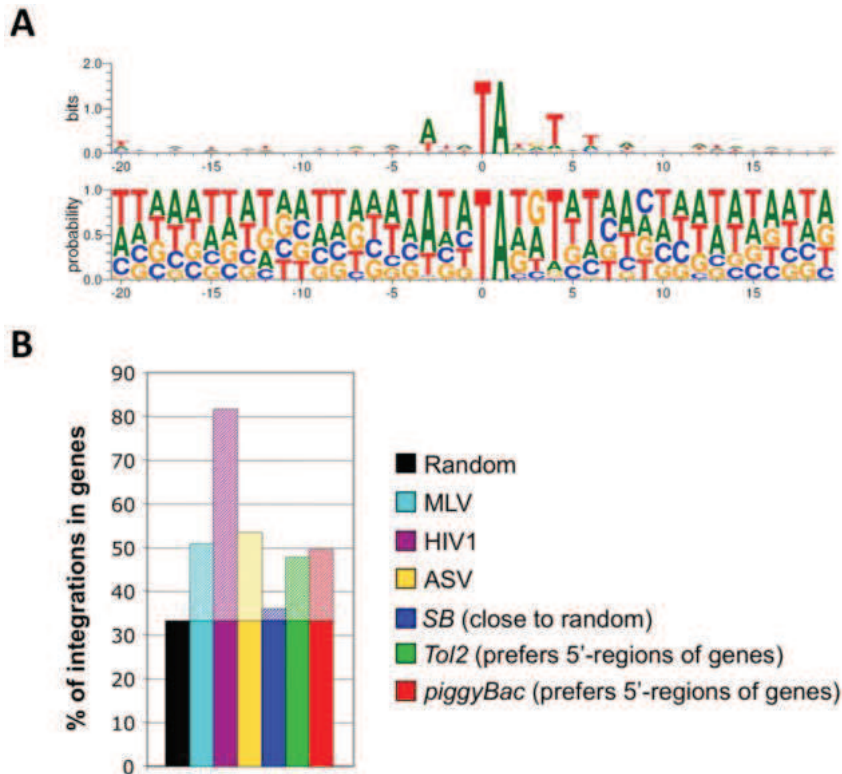 A
2.0
bits
1.0
0.0
A T A T T
-20 -15 -10 -5 0 5 10 15
1.0
probability
0.5
0.0
TTAAATTATAATTAAATATATATGTATAACTAATATAATA
-20 -15 -10 -5 0 5 10 15
B
% of integrations in genes
90
80
70
60
50
40
30
20
10
0
Random
MLV
HIV1
ASV
SB (close to random)
Tol2 (prefers 5'-regions of genes)
piggyBac (prefers 5'-regions of genes)